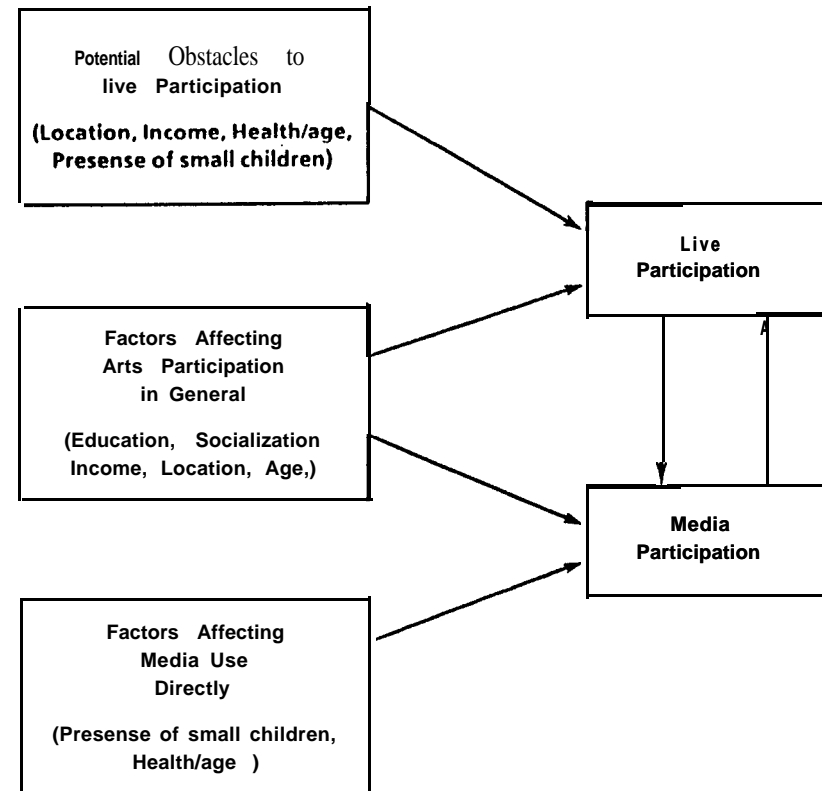 Potential Obstacles to
live Participation
(Location, Income, Health/age,
Presense of small children)
Live
Participation
Factors Affecting
Arts Participation
in General
(Education, Socialization
Income, Location, Age,)
Media
Participation
Factors Affecting
Media Use
Directly
(Presense of small children,
Health/age )